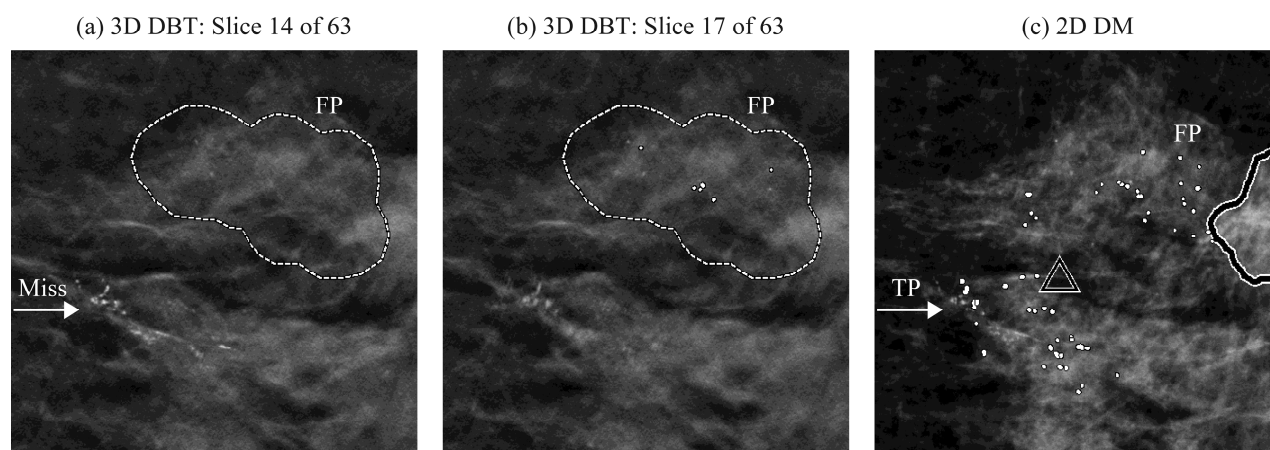 (a) 3D DBT: Slice 14 of 63
(b) 3D DBT: Slice 17 of 63
(c) 2D DM
FP
FP
FP
Miss
TP